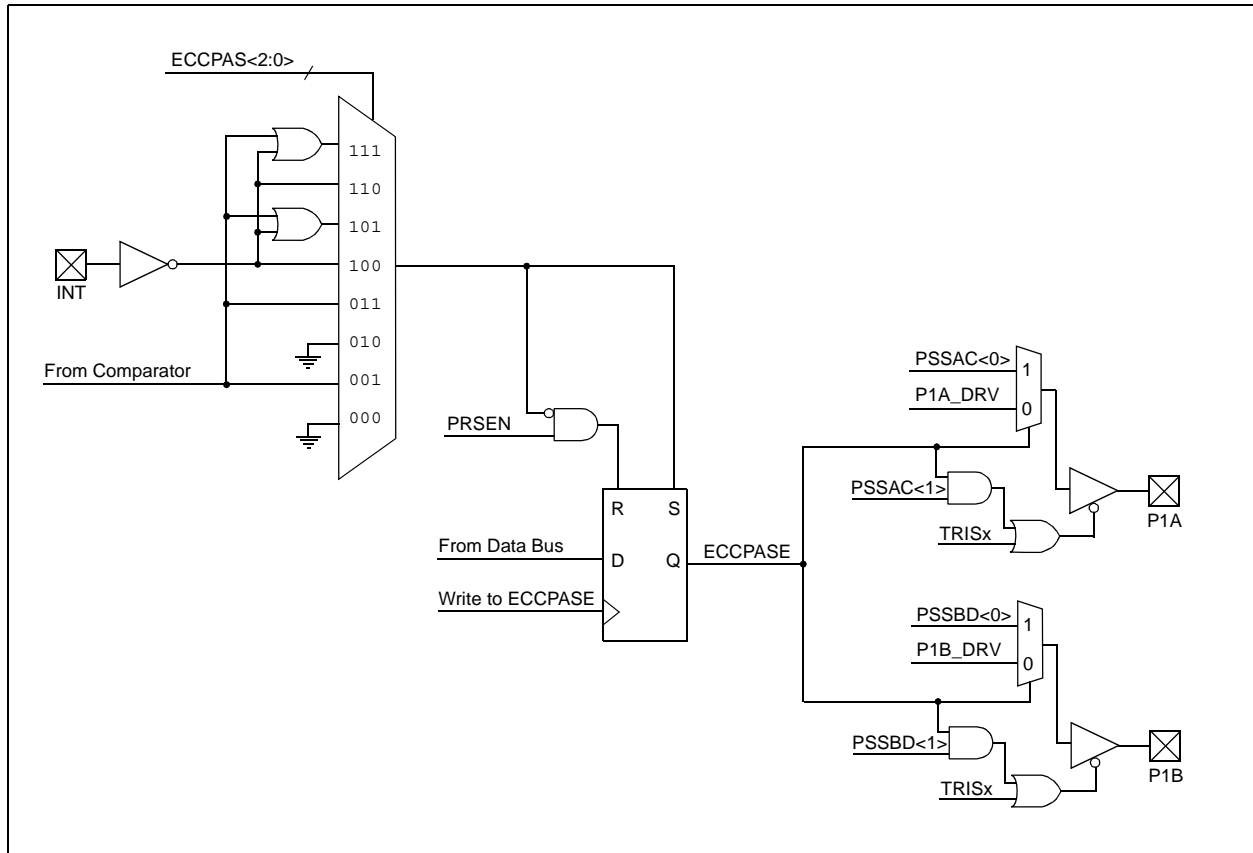 ECCPAS<2:0>
111
110
101
100
INT
011
010
From Comparator
001
000
PRSEN
R
S
From Data Bus
D
Q
ECCPASE
Write to ECCPASE
PSSAC<0>
1
P1A_DRV
0
PSSAC<1>
TRISx
P1A
PSSBD<0>
1
P1B_DRV
0
PSSBD<1>
TRISx
P1B